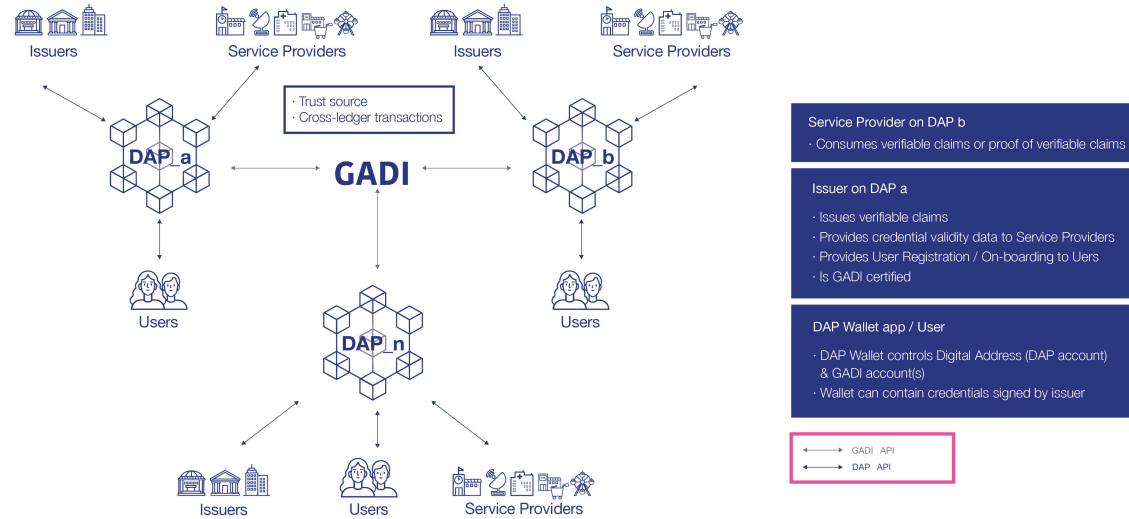 Issuers
Service Providers
Issuers
Service Providers
· Trust source
· Cross-ledger transactions
DAP_a
GADI
DAP_b
Users
Users
DAP_n
Issuers
Users
Service Providers
Service Provider on DAP b
· Consumes verifiable claims or proof of verifiable claims
Issuer on DAP a
· Issues verifiable claims
· Provides credential validity data to Service Providers
· Provides User Registration / On-boarding to Uers
· Is GADI certified
DAP Wallet app / User
· DAP Wallet controls Digital Address (DAP account)
& GADI account(s)
· Wallet can contain credentials signed by issuer
GADI API
DAP API